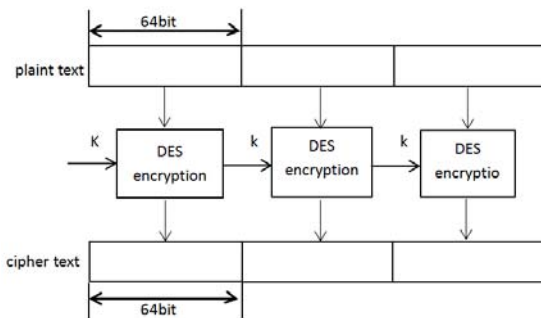 64bit
plaint text
K
DES
encryption
k
DES
encryption
k
DES
encryptio
cipher text
64bit